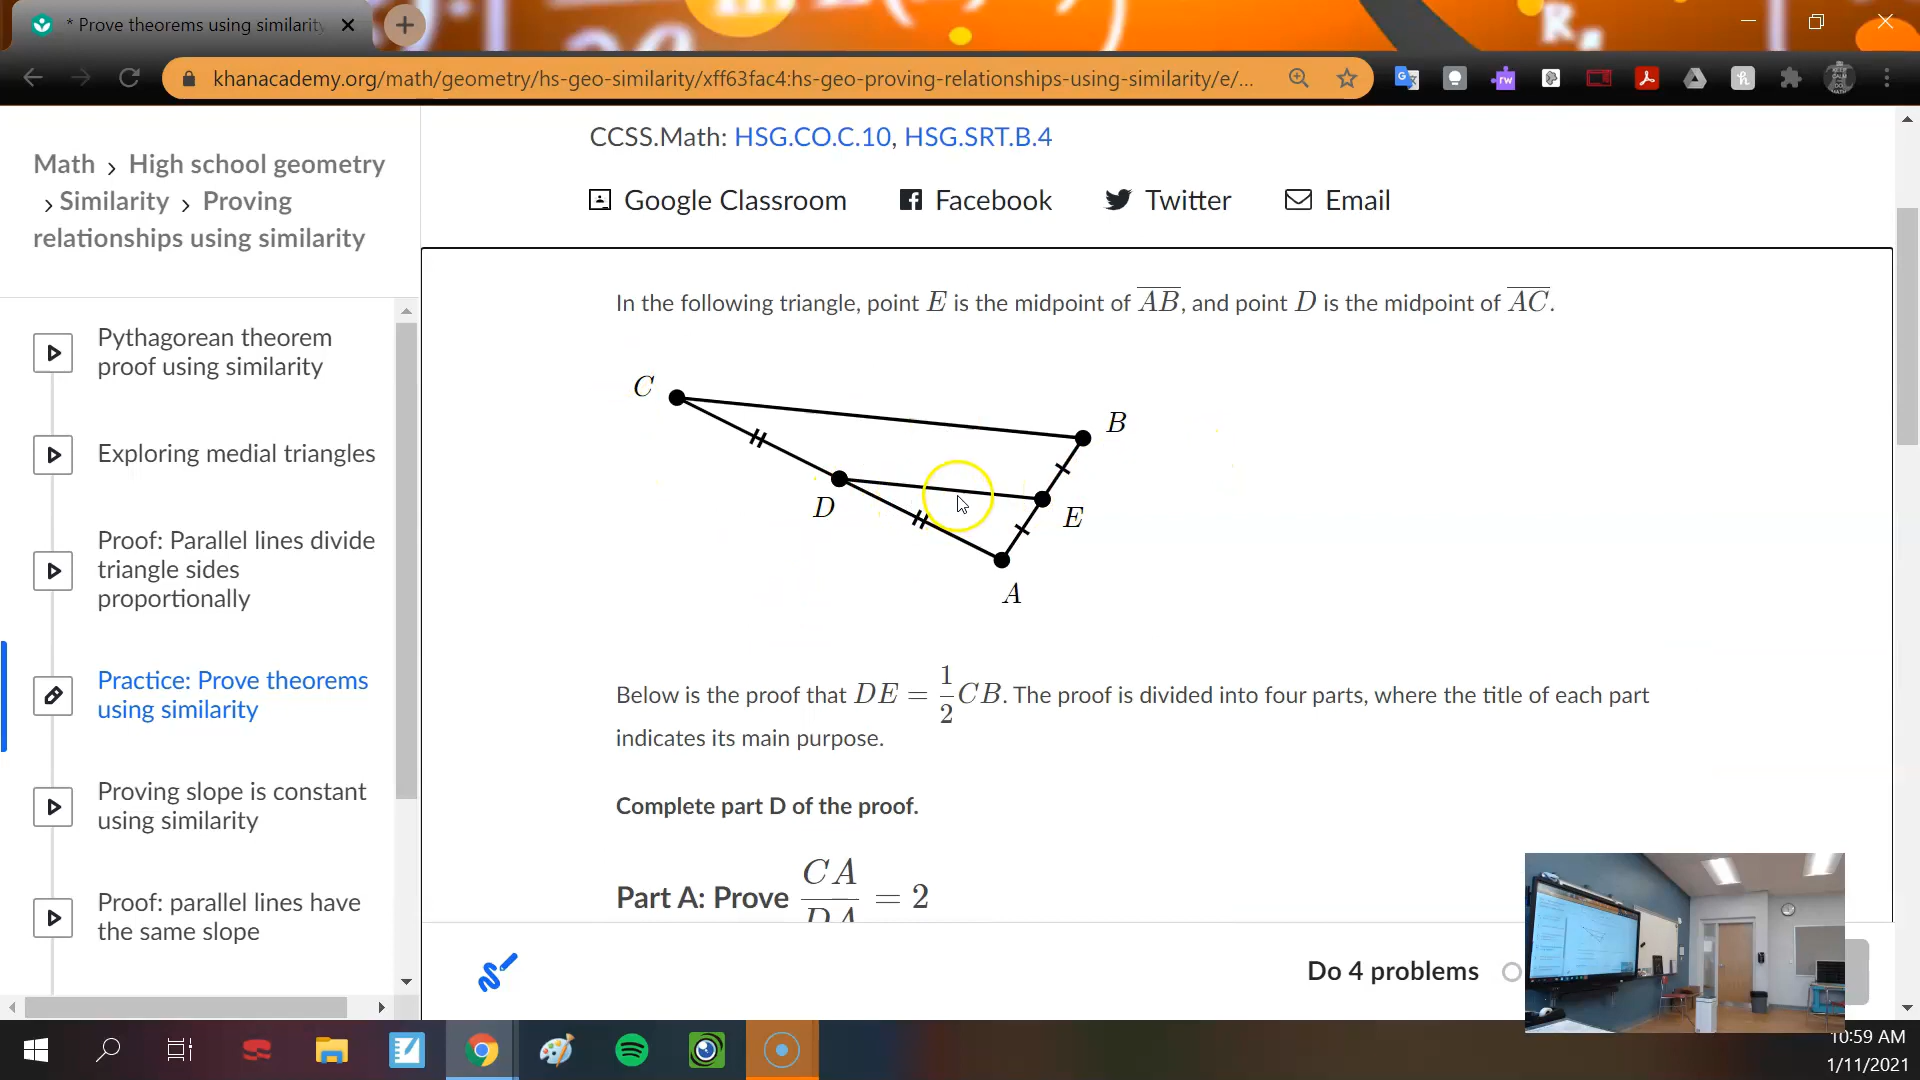 * Prove theorems using similarity
khanacademy.org/math/geometry/hs-geo-similarity/xff63fac4:hs-geo-proving-relationships-using-similarity/e/...
Math > High school geometry
> Similarity > Proving
relationships using similarity
Pythagorean theorem
proof using similarity
Exploring medial triangles
Proof: Parallel lines divide
triangle sides
proportionally
Practice: Prove theorems
using similarity
Proving slope is constant
using similarity
Proof: parallel lines have
the same slope
CCSS.Math: HSG.CO.C.10, HSG.SRT.B.4
Google Classroom
Facebook
Twitter
Email
In the following triangle, point E is the midpoint of AB, and point D is the midpoint of AC.
C
B
D
E
A
Below is the proof that DE = 1/2 CB. The proof is divided into four parts, where the title of each part
indicates its main purpose.
Complete part D of the proof.
Part A: Prove CA/DA = 2
Do 4 problems
10:59 AM
1/11/2021